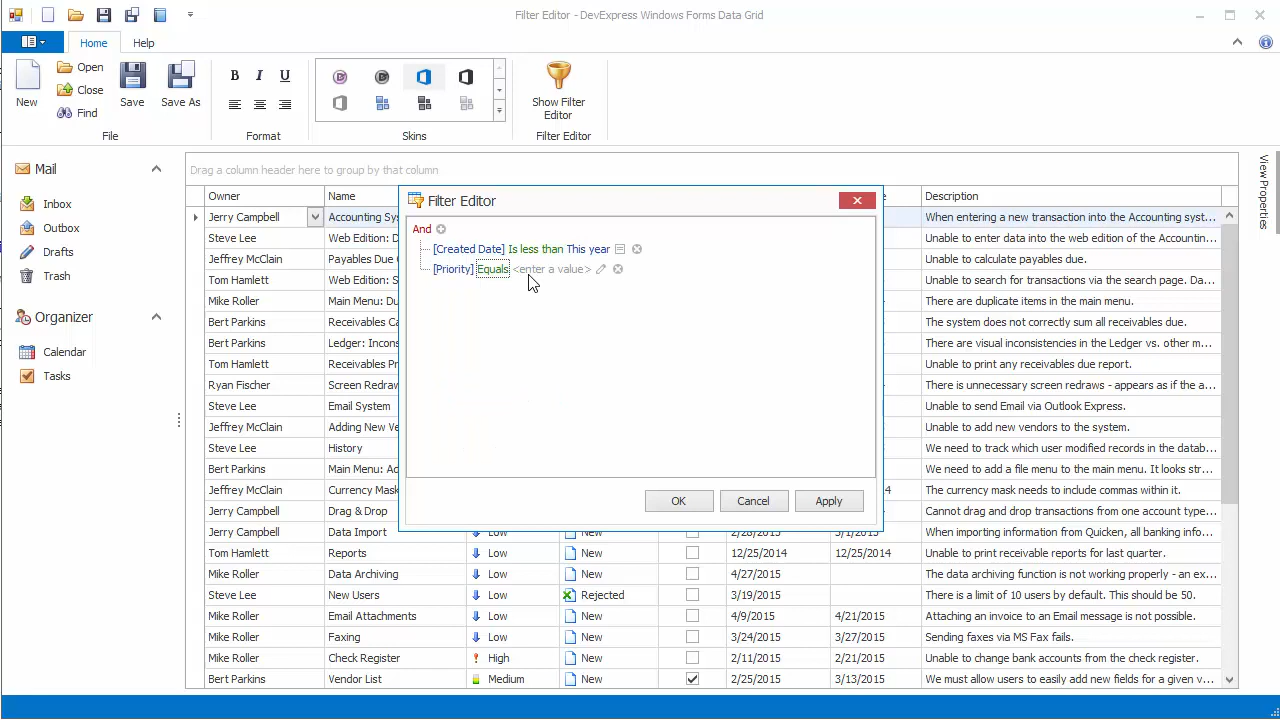 Filter Editor - DevExpress Windows Forms Data Grid
Home
Help
New
Open
Close
Find
Save
Save As
File
B I U
Format
Skins
Show Filter
Editor
Filter Editor
Mail
Inbox
Outbox
Drafts
Trash
Organizer
Calendar
Tasks
View Properties
Drag a column header here to group by that column
Owner Name Description
Jerry Campbell Accounting Sys When entering a new transaction into the Accounting syst...
Steve Lee Web Edition: D Unable to enter data into the web edition of the Accountin...
Jeffey McClain Payables Due Unable to calculate payables due.
Tom Hamlett Web Edition: S Unable to search for transactions via the search page. Da...
Mike Roller Main Menu: Du There are duplicate items in the main menu.
Bert Parkins Receivables Ca The system does not correctly sum all receivables due.
Bert Parkins Ledger: Incons There are visual inconsistencies in the Ledger vs. other m...
Tom Hamlett Receivables Pr Unable to print any receivables due report.
Ryan Fischer Screen Redraw There is unnecessary screen redraws - appears as if the a...
Steve Lee Email System Unable to send Email via Outlook Express.
Jeffrey McClain Adding New Ve Unable to add new vendors to the system.
Steve Lee History We need to track which user modified records in the datab...
Bert Parkins Main Menu: Ad We need to add a file menu to the main menu. It looks str...
Jeffrey McClain Currency Mask 4 The currency mask needs to include commas within it.
Jerry Campbell Drag & Drop Cannot drag and drop transactions from one account type...
Jerry Campbell Data Import Low New 2/28/2015 3/1/2015 When importing information from Quicken, all banking info...
Tom Hamlett Reports Low New 12/25/2014 12/25/2014 Unable to print receivable reports for last quarter.
Mike Roller Data Archiving Low New 4/27/2015 The data archiving function is not working properly - an ex...
Steve Lee New Users Low Rejected 3/19/2015 There is a limit of 10 users by default. This should be 50.
Mike Roller Email Attachments Low New 4/9/2015 4/21/2015 Attaching an invoice to an Email message is not possible.
Mike Roller Faxing Low New 3/24/2015 3/27/2015 Sending faxes via MS Fax fails.
Mike Roller Check Register High New 2/11/2015 2/21/2015 Unable to change bank accounts from the check register.
Bert Parkins Vendor List Medium New 2/25/2015 3/13/2015 We must allow users to easily add new fields for a given v...
Filter Editor
And
[Created Date] Is less than This year
[Priority] Equals <enter a value>
OK
Cancel
Apply